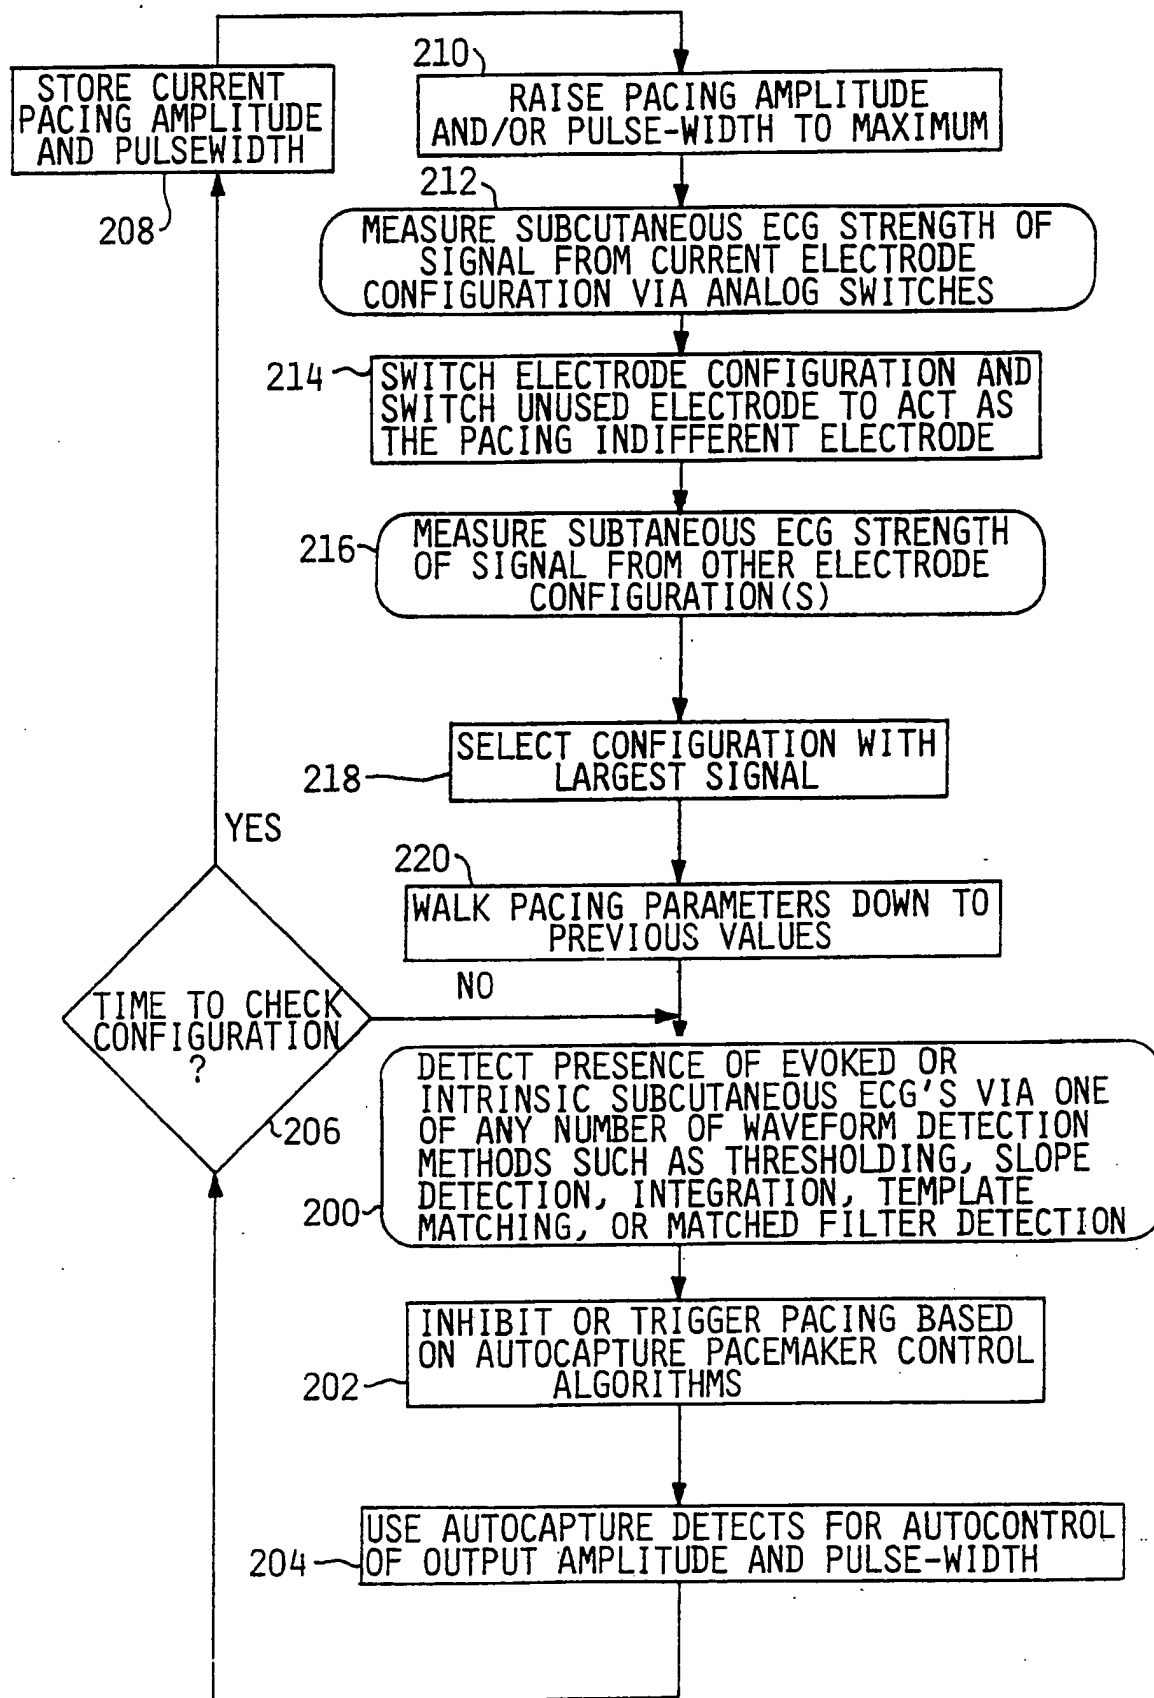 STORE CURRENT
PACING AMPLITUDE
AND PULSEWIDTH
208
210
RAISE PACING AMPLITUDE
AND/OR PULSE-WIDTH TO MAXIMUM
212
MEASURE SUBCUTANEOUS ECG STRENGTH OF
SIGNAL FROM CURRENT ELECTRODE
CONFIGURATION VIA ANALOG SWITCHES
214
SWITCH ELECTRODE CONFIGURATION AND
SWITCH UNUSED ELECTRODE TO ACT AS
THE PACING INDIFFERENT ELECTRODE
216
MEASURE SUBTANEOUS ECG STRENGTH
OF SIGNAL FROM OTHER ELECTRODE
CONFIGURATION(S)
218
SELECT CONFIGURATION WITH
LARGEST SIGNAL
YES
220
WALK PACING PARAMETERS DOWN TO
PREVIOUS VALUES
NO
TIME TO CHECK
CONFIGURATION
?
206
200
DETECT PRESENCE OF EVOKED OR
INTRINSIC SUBCUTANEOUS ECG'S VIA ONE
OF ANY NUMBER OF WAVEFORM DETECTION
METHODS SUCH AS THRESHOLDING, SLOPE
DETECTION, INTEGRATION, TEMPLATE
MATCHING, OR MATCHED FILTER DETECTION
202
INHIBIT OR TRIGGER PACING BASED
ON AUTOCAPTURE PACEMAKER CONTROL
ALGORITHMS
204
USE AUTOCAPTURE DETECTS FOR AUTOCONTROL
OF OUTPUT AMPLITUDE AND PULSE-WIDTH